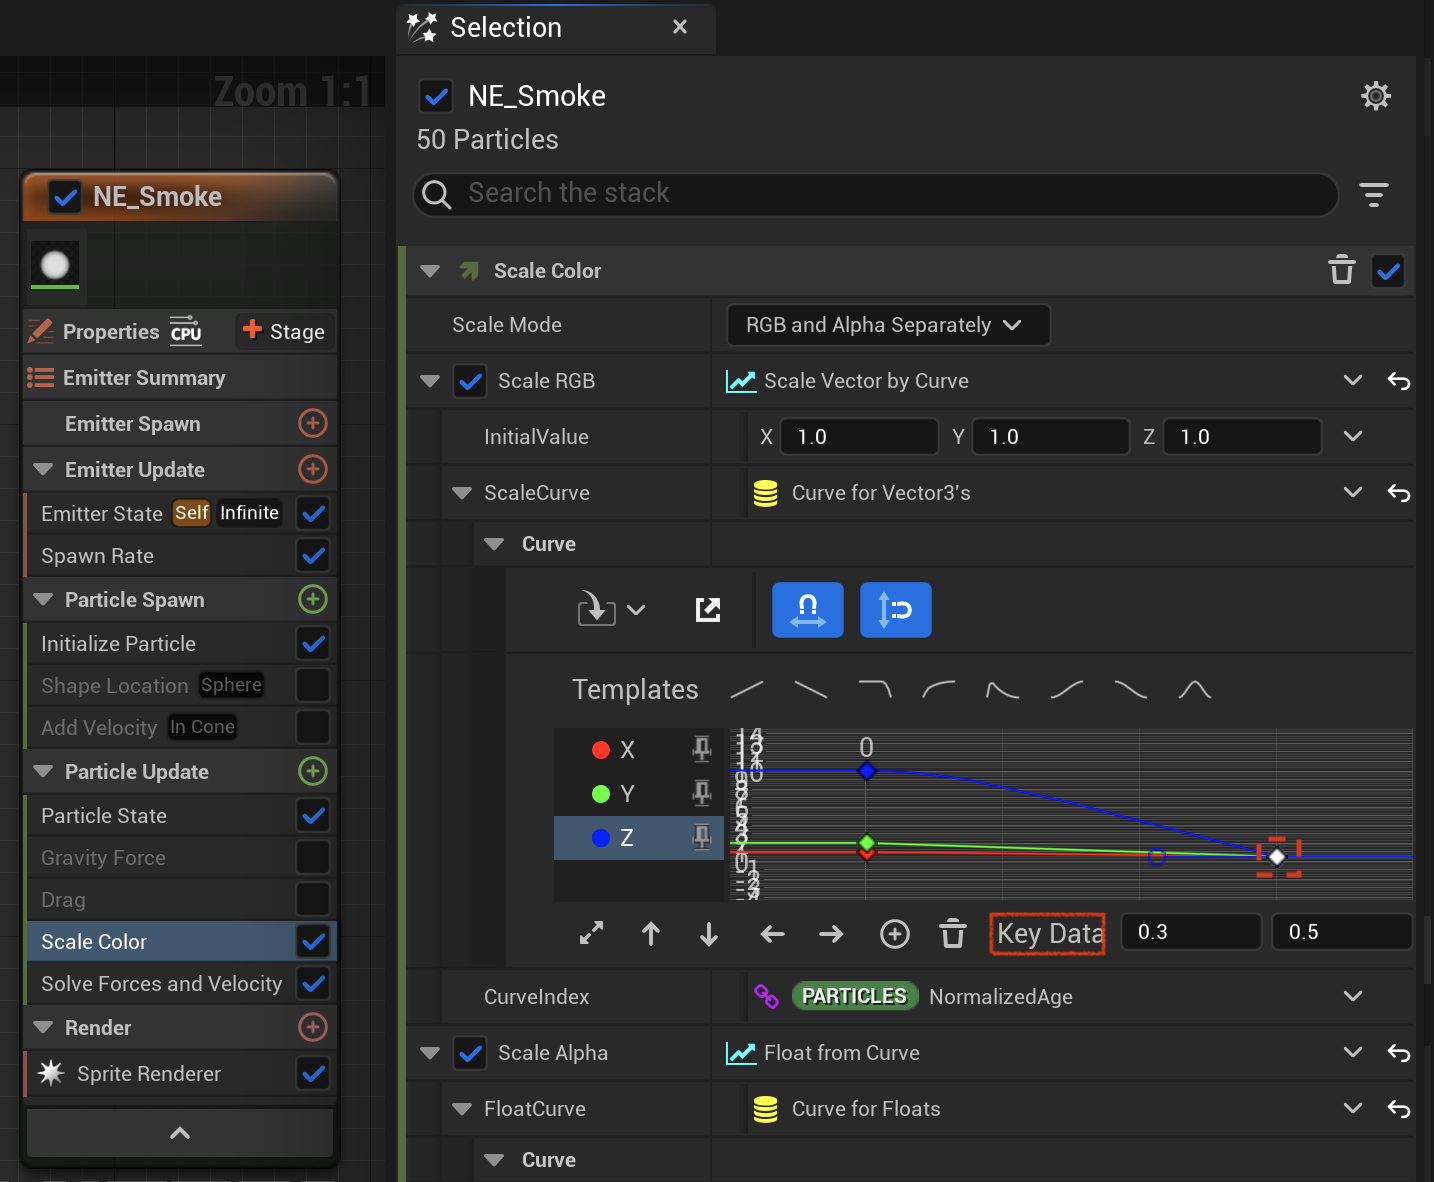 Selection
Zoom 1:1
NE_Smoke
50 Particles
Search the stack
NE_Smoke
Properties CPU Stage
Emitter Summary
Emitter Spawn
Emitter Update
Emitter State Self Infinite
Spawn Rate
Particle Spawn
Initialize Particle
Shape Location Sphere
Add Velocity In Cone
Particle Update
Particle State
Gravity Force
Drag
Scale Color
Solve Forces and Velocity
Render
Sprite Renderer
Scale Color
Scale Mode RGB and Alpha Separately
Scale RGB Scale Vector by Curve
InitialValue X 1.0 Y 1.0 Z 1.0
ScaleCurve Curve for Vector3's
Curve
Templates
X
Y
Z
0
Key Data 0.3 0.5
CurveIndex PARTICLES NormalizedAge
Scale Alpha Float from Curve
FloatCurve Curve for Floats
Curve